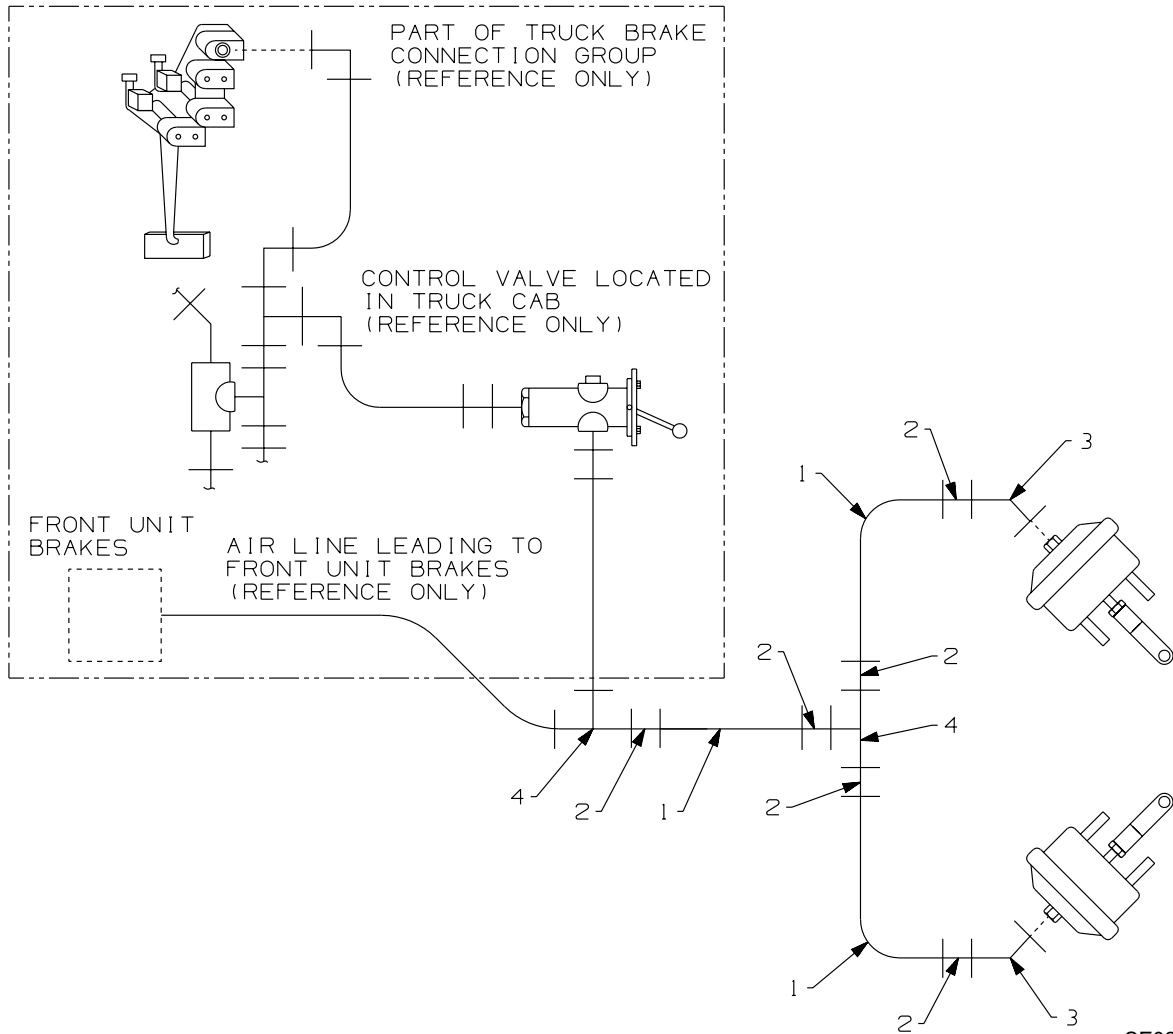 PART OF TRUCK BRAKE
CONNECTION GROUP
(REFERENCE ONLY)
CONTROL VALVE LOCATED
IN TRUCK CAB
(REFERENCE ONLY)
FRONT UNIT
BRAKES
AIR LINE LEADING TO
FRONT UNIT BRAKES
(REFERENCE ONLY)
2
3
1
2
2
4
4
2
1
2
1
2
3